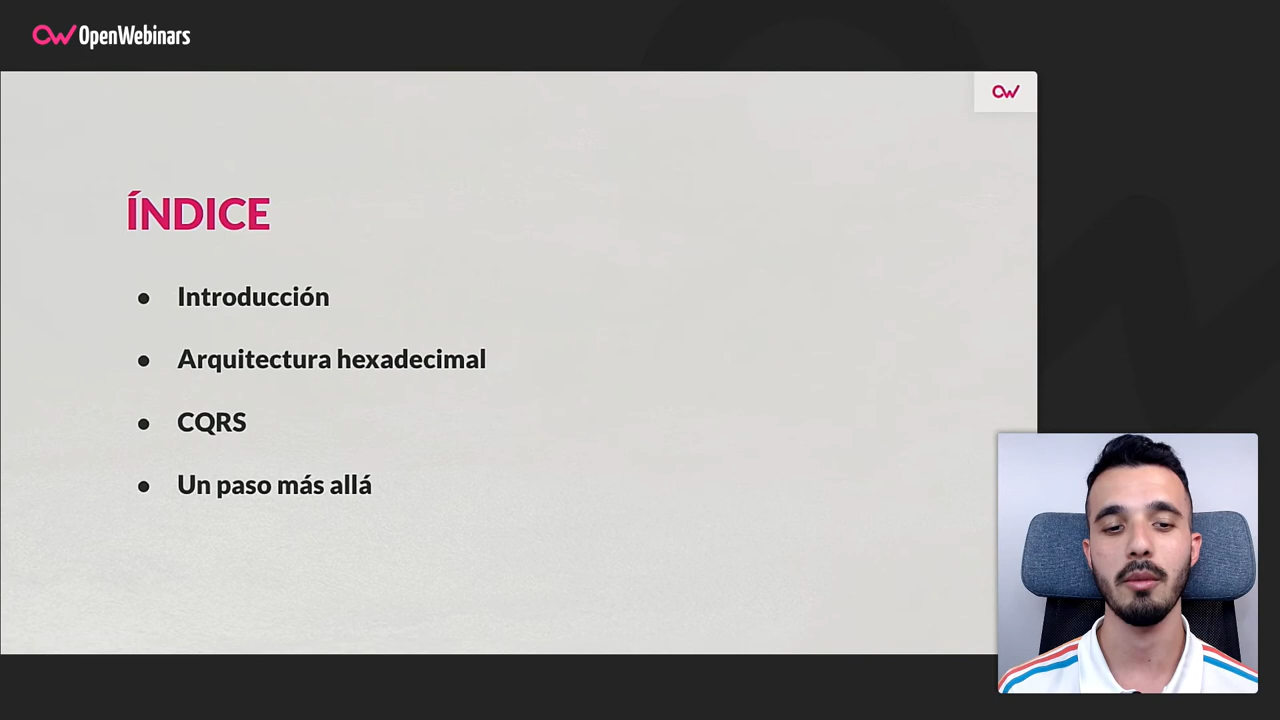 OpenWebinars
ÍNDICE
● Introducción
● Arquitectura hexadecimal
● CQRS
● Un paso más allá